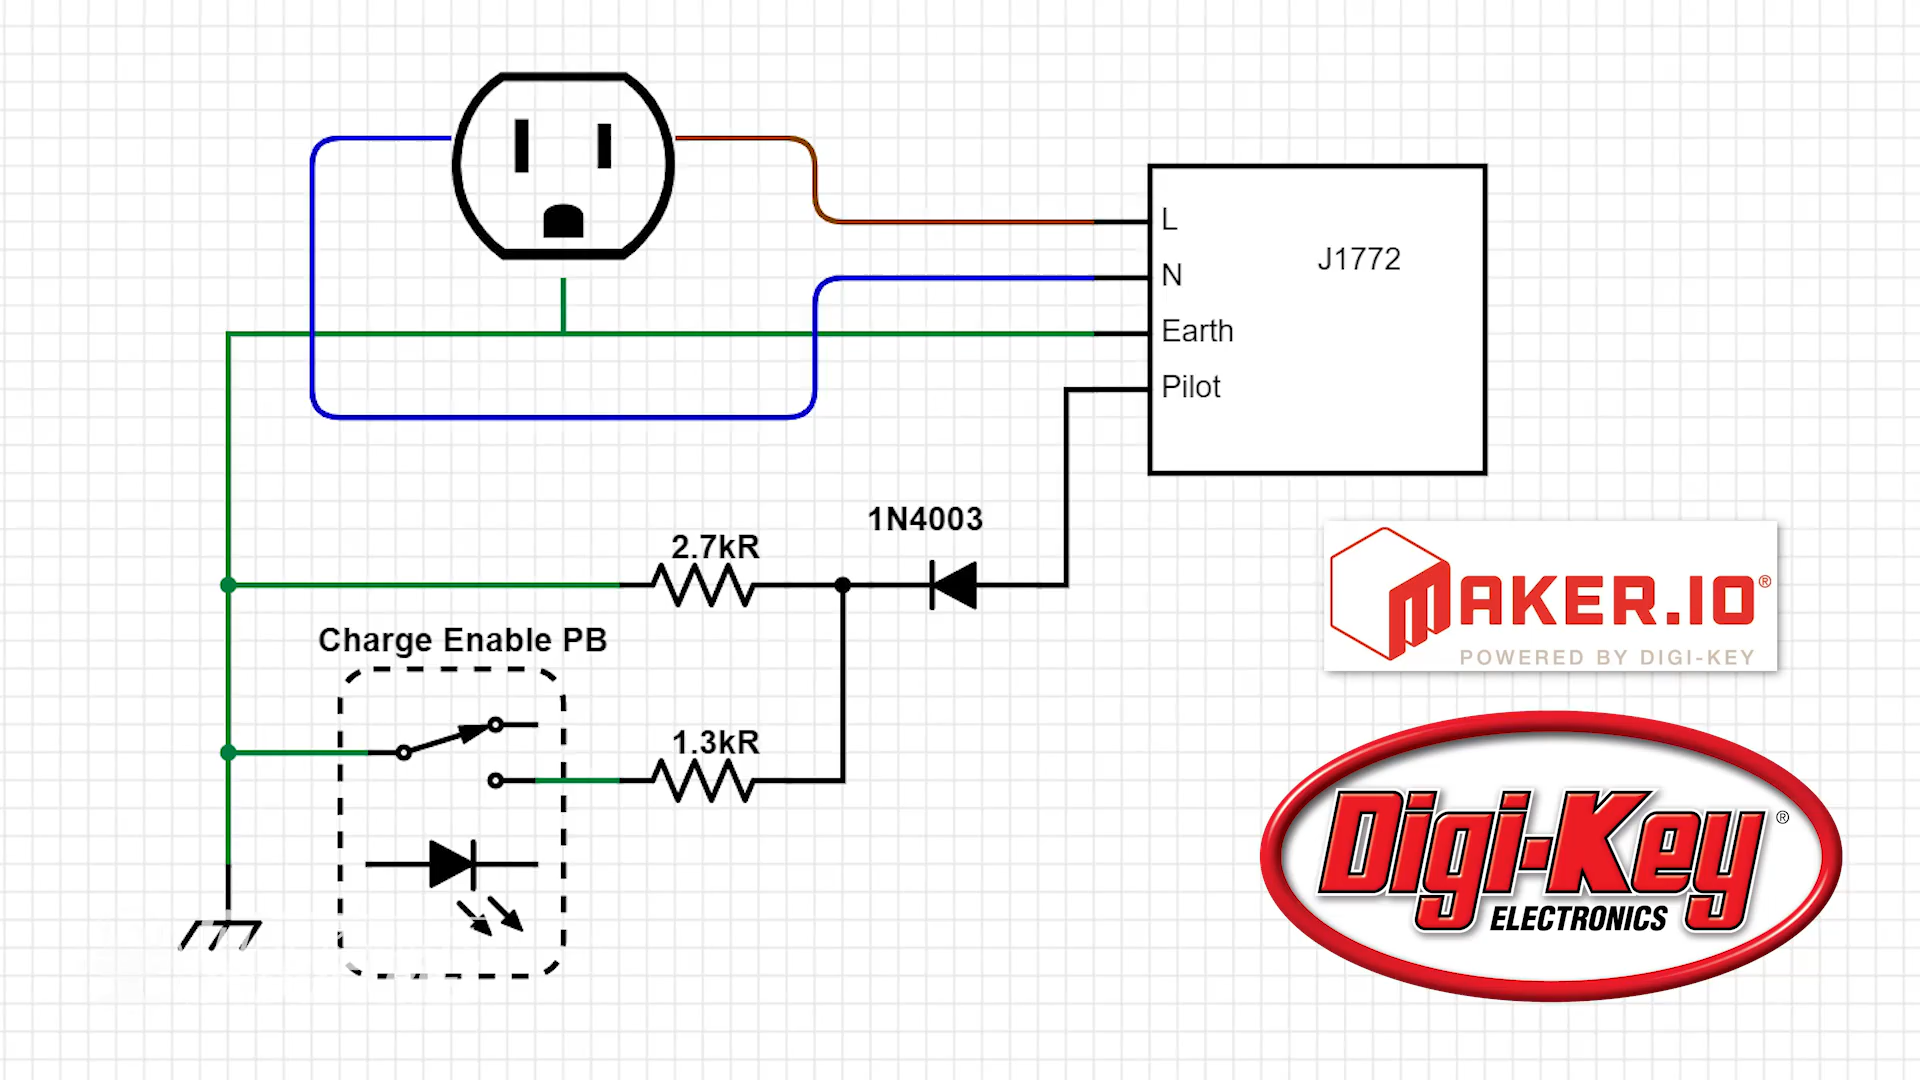 L
J1772
N
Earth
Pilot
1N4003
2.7kR
MAKER.IO®
POWERED BY DIGI-KEY
Charge Enable PB
1.3kR
Digi-Key®
ELECTRONICS